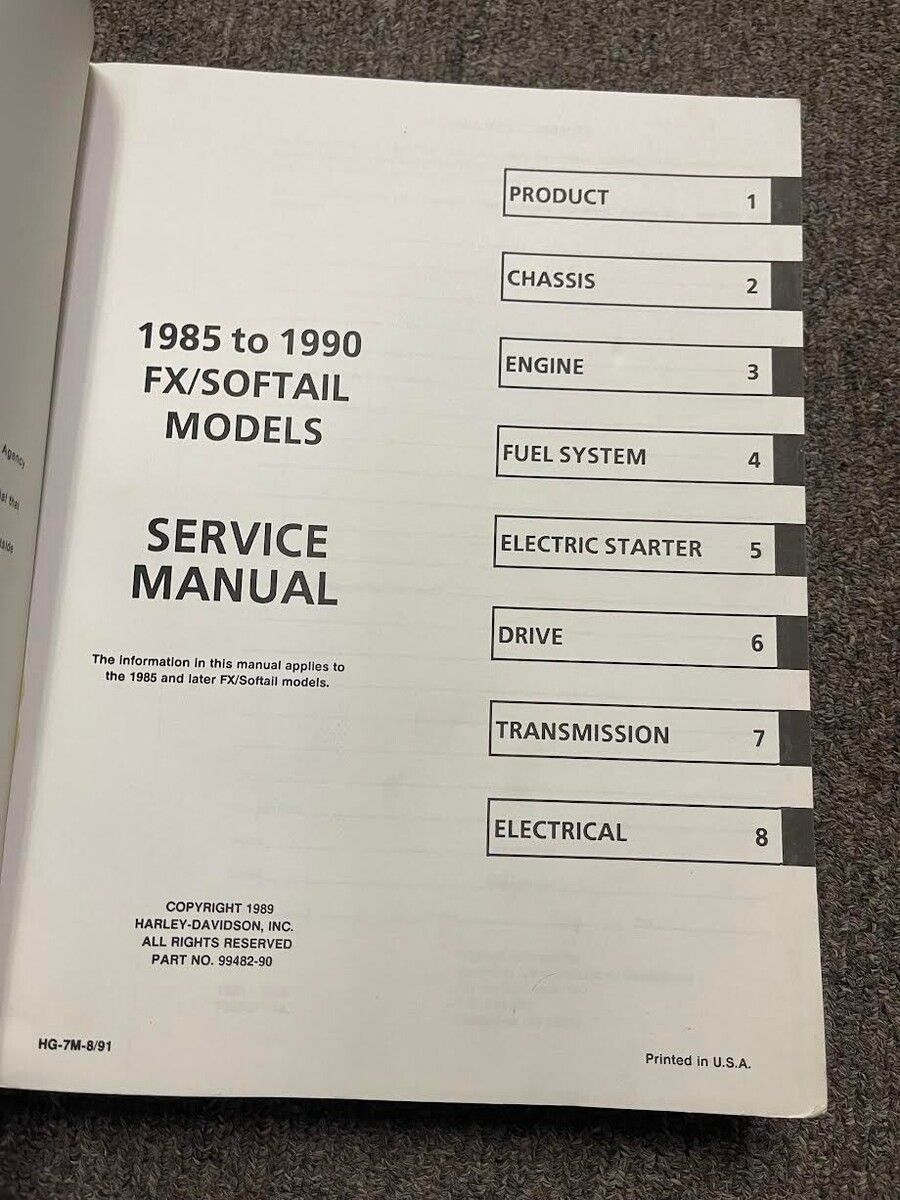 1985 to 1990
FX/SOFTAIL
MODELS
SERVICE
MANUAL
The information in this manual applies to
the 1985 and later FX/Softail models.
COPYRIGHT 1989
HARLEY-DAVIDSON, INC.
ALL RIGHTS RESERVED
PART NO. 99482-90
HG-7M-8/91
PRODUCT 1
CHASSIS 2
ENGINE 3
FUEL SYSTEM 4
ELECTRIC STARTER 5
DRIVE 6
TRANSMISSION 7
ELECTRICAL 8
Printed in U.S.A.
Agency
that